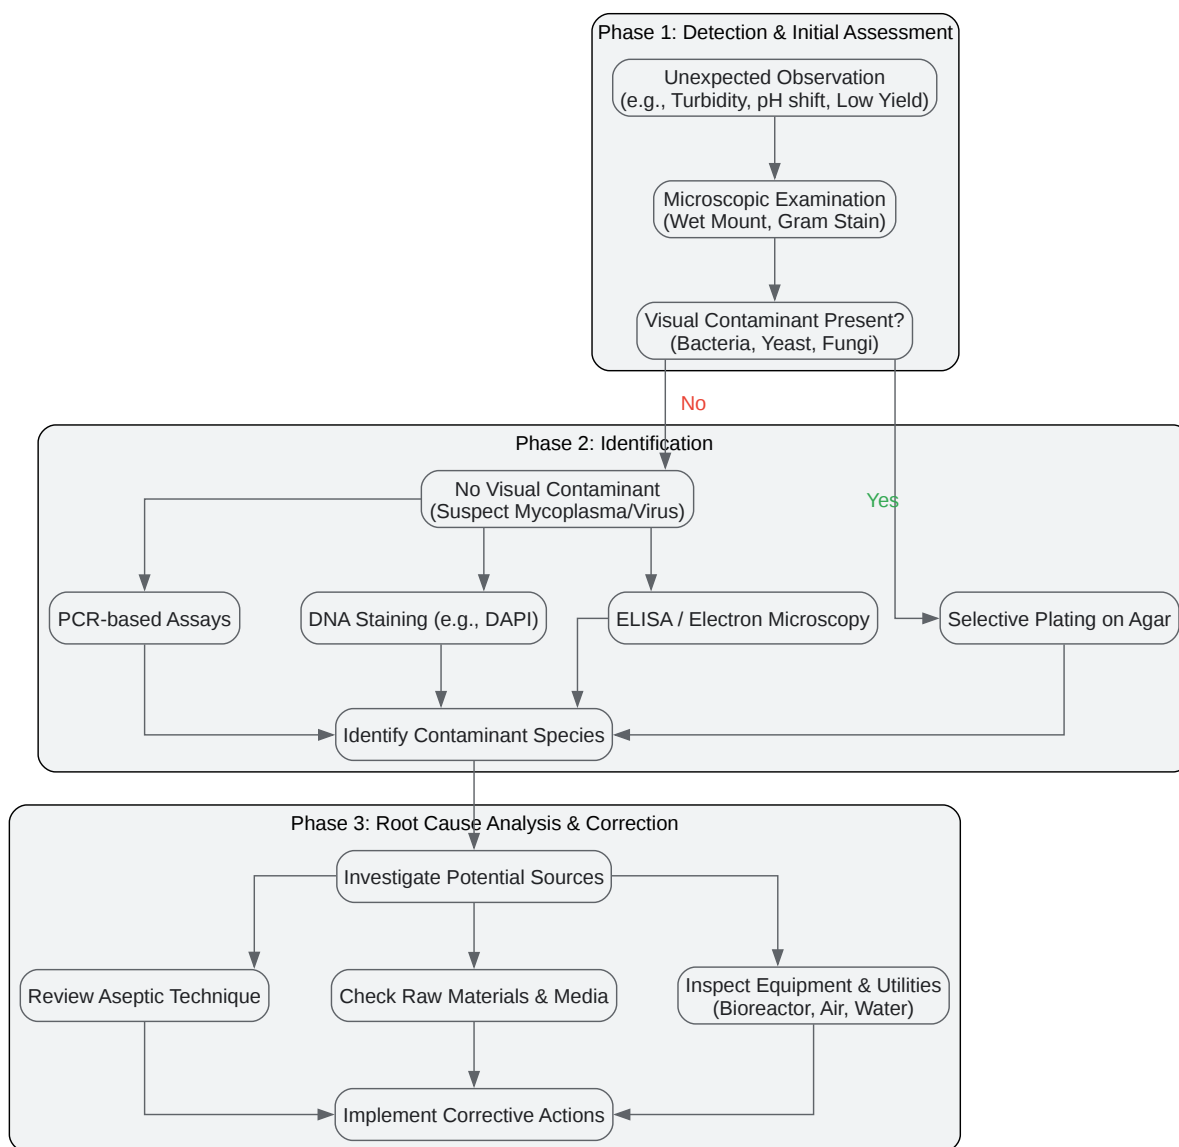 Phase 1: Detection & Initial Assessment
Unexpected Observation
(e.g., Turbidity, pH shift, Low Yield)
Microscopic Examination
(Wet Mount, Gram Stain)
Visual Contaminant Present?
(Bacteria, Yeast, Fungi)
No
Phase 2: Identification
No Visual Contaminant
(Suspect Mycoplasma/Virus)
Yes
PCR-based Assays
DNA Staining (e.g., DAPI)
ELISA / Electron Microscopy
Selective Plating on Agar
Identify Contaminant Species
Phase 3: Root Cause Analysis & Correction
Investigate Potential Sources
Review Aseptic Technique
Check Raw Materials & Media
Inspect Equipment & Utilities
(Bioreactor, Air, Water)
Implement Corrective Actions